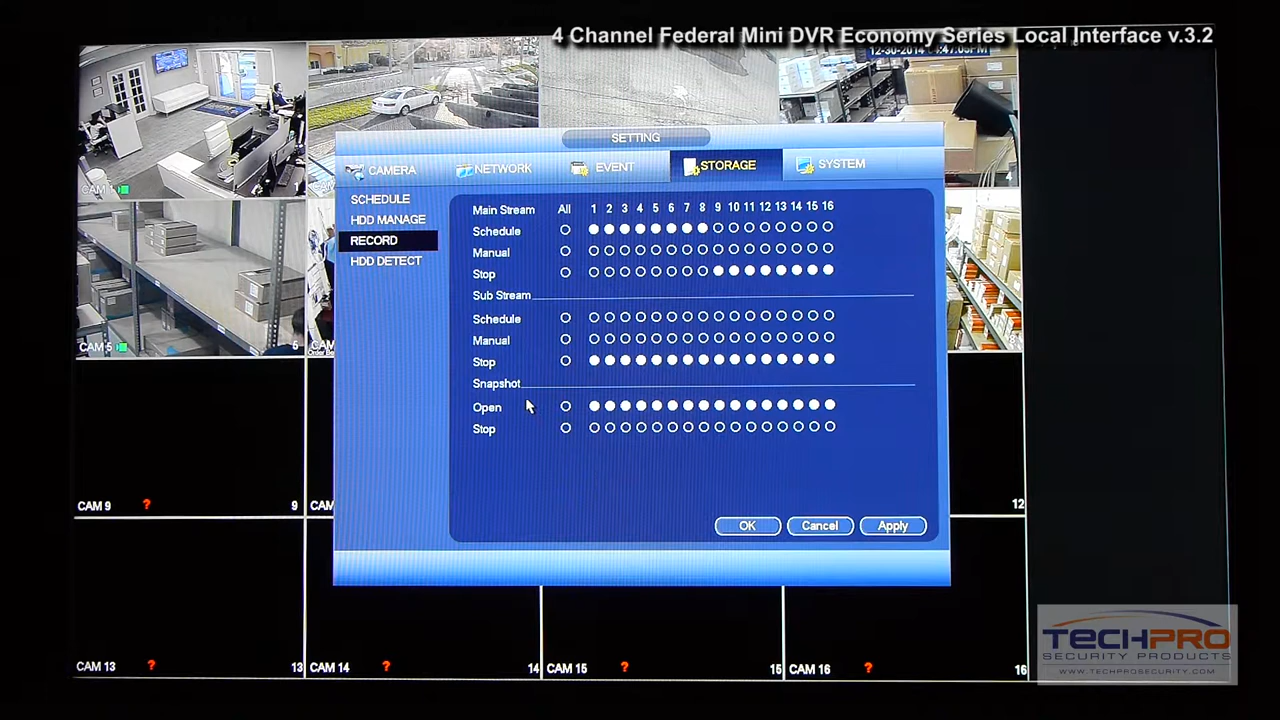 4 Channel Federal Mini DVR Economy Series Local Interface v.3.2
SETTING
CAMERA NETWORK EVENT STORAGE SYSTEM
SCHEDULE
HDD MANAGE
RECORD
HDD DETECT
Main Stream All 1 2 3 4 5 6 7 8 9 10 11 12 13 14 15 16
Schedule
Manual
Stop
Sub Stream
Schedule
Manual
Stop
Snapshot
Open
Stop
OK Cancel Apply
CAM 1
4
CAM 5 5 CAM
CAM 9 ? 9 CAM 12
CAM 13 ? 13 CAM 14 ? 14 CAM 15 ? 15 CAM 16 ? 16
TECHPRO
SECURITY PRODUCTS
WWW.TECHPROSECURITY.COM